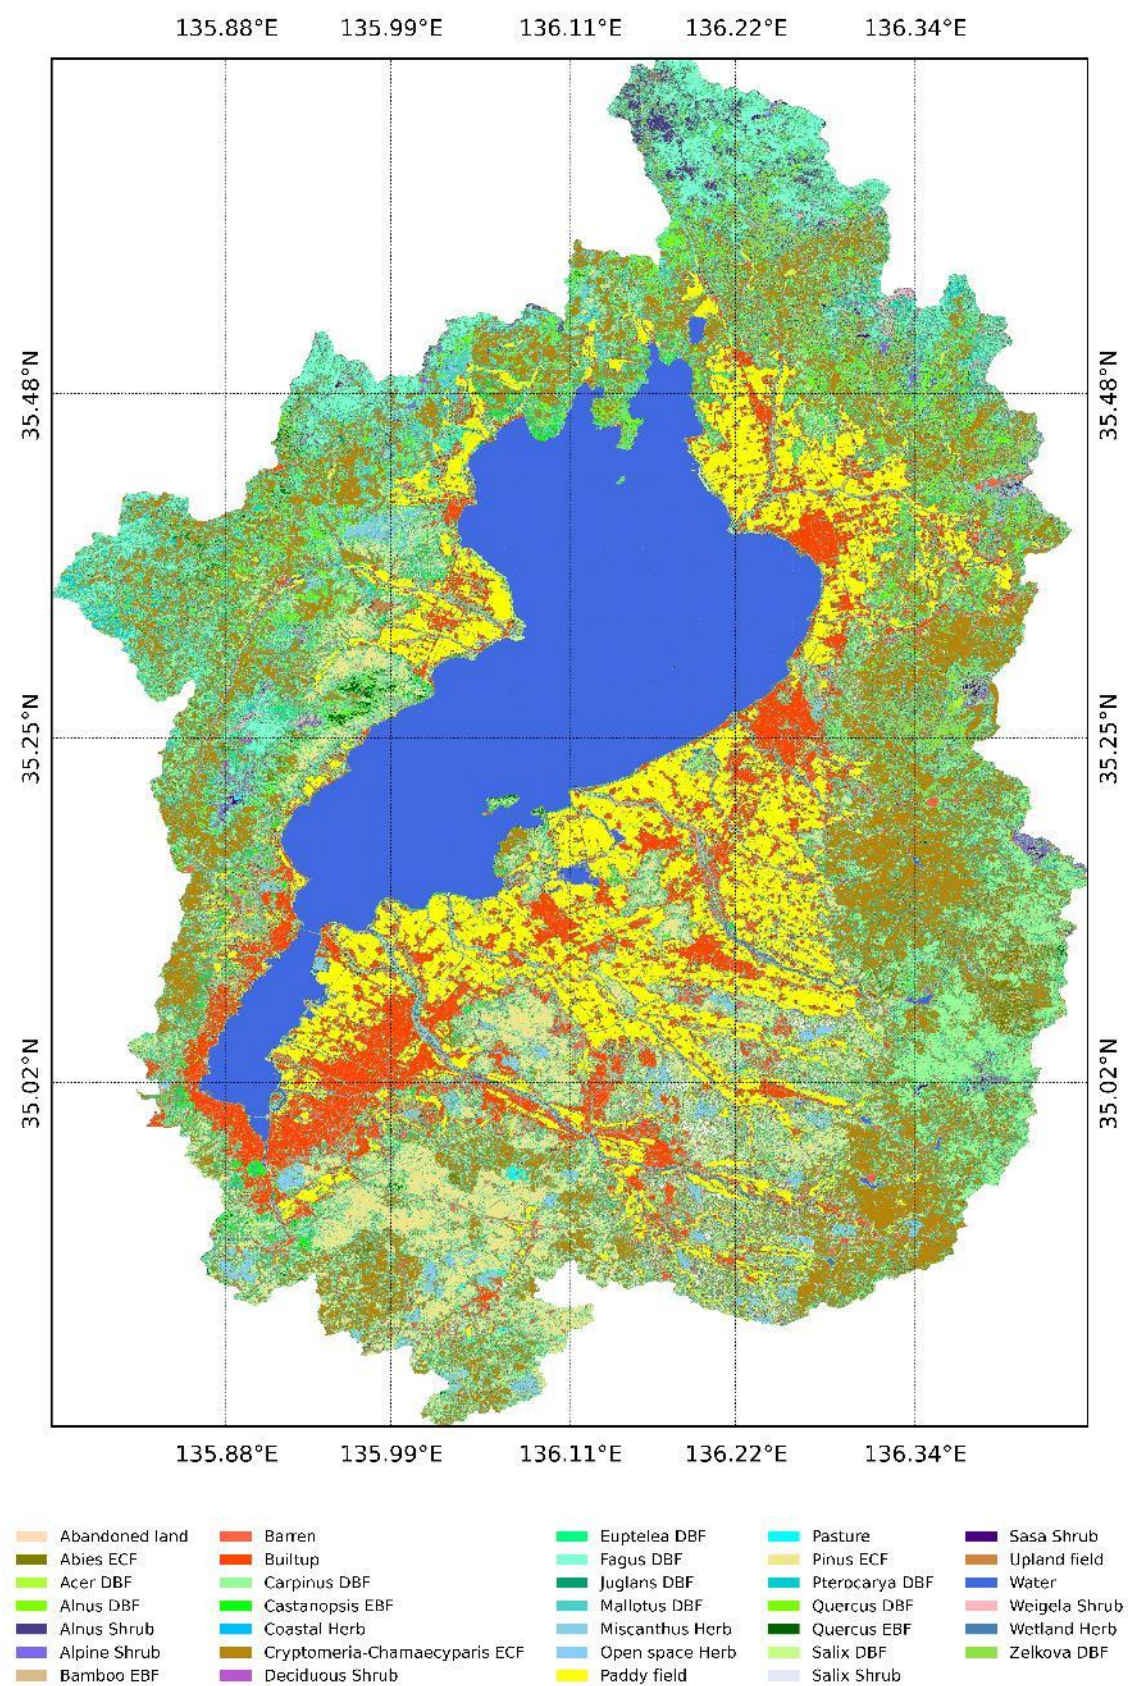 135.88°E 135.99°E 136.11°E 136.22°E 136.34°E
35.48°N 35.48°N
35.25°N 35.25°N
35.02°N 35.02°N
135.88°E 135.99°E 136.11°E 136.22°E 136.34°E
Abandoned land Barren Euptelea DBF Pasture Sasa Shrub
Abies ECF Builtup Fagus DBF Pinus ECF Upland field
Acer DBF Carpinus DBF Juglans DBF Pterocarya DBF Water
Alnus DBF Castanopsis EBF Mallotus DBF Quercus DBF Weigela Shrub
Alnus Shrub Coastal Herb Miscanthus Herb Quercus EBF Wetland Herb
Alpine Shrub Cryptomeria-Chamaecyparis ECF Open space Herb Salix DBF Zelkova DBF
Bamboo EBF Deciduous Shrub Paddy field Salix Shrub